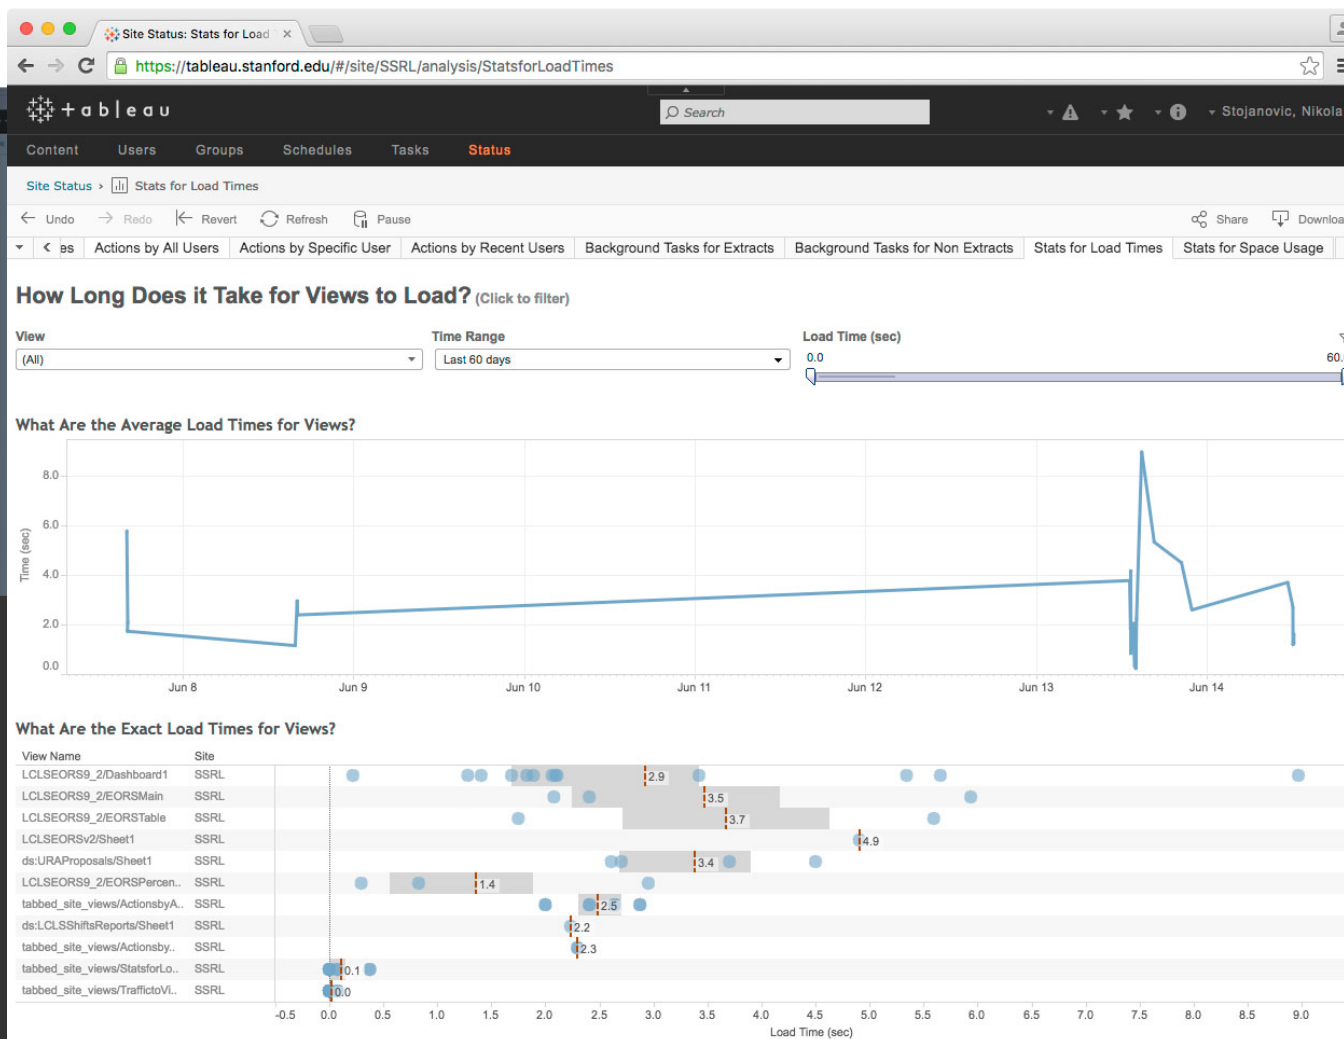 Site Status: Stats for Load
https://tableau.stanford.edu/#/site/SSRL/analysis/StatsforLoadTimes
+ a b l e a u
Search
Stojanovic, Nikola
Content Users Groups Schedules Tasks Status
Site Status › Stats for Load Times
Undo Redo Revert Refresh Pause Share Downloa
es Actions by All Users Actions by Specific User Actions by Recent Users Background Tasks for Extracts Background Tasks for Non Extracts Stats for Load Times Stats for Space Usage
How Long Does it Take for Views to Load? (Click to filter)
View Time Range Load Time (sec)
(All) Last 60 days 0.0 60.
What Are the Average Load Times for Views?
8.0
6.0
4.0
2.0
0.0
Time (sec)
Jun 8 Jun 9 Jun 10 Jun 11 Jun 12 Jun 13 Jun 14
What Are the Exact Load Times for Views?
View Name Site
LCLSEORS9_2/Dashboard1 SSRL 2.9
LCLSEORS9_2/EORSMain SSRL 3.5
LCLSEORS9_2/EORSTable SSRL 3.7
LCLSEORSv2/Sheet1 SSRL 4.9
ds:URAProposals/Sheet1 SSRL 3.4
LCLSEORS9_2/EORSPercen.. SSRL 1.4
tabbed_site_views/ActionsbyA.. SSRL 2.5
ds:LCLSShiftsReports/Sheet1 SSRL 2.2
tabbed_site_views/Actionsby.. SSRL 2.3
tabbed_site_views/StatsforLo.. SSRL 0.1
tabbed_site_views/TraffictoVi.. SSRL 0.0
-0.5 0.0 0.5 1.0 1.5 2.0 2.5 3.0 3.5 4.0 4.5 5.0 5.5 6.0 6.5 7.0 7.5 8.0 8.5 9.0
Load Time (sec)